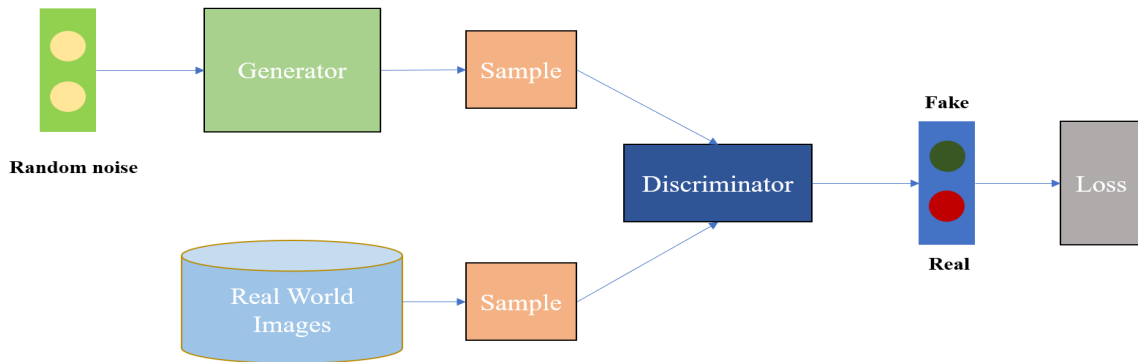 Generator
Sample
Fake
Random noise
Discriminator
Loss
Real
Real World
Images
Sample